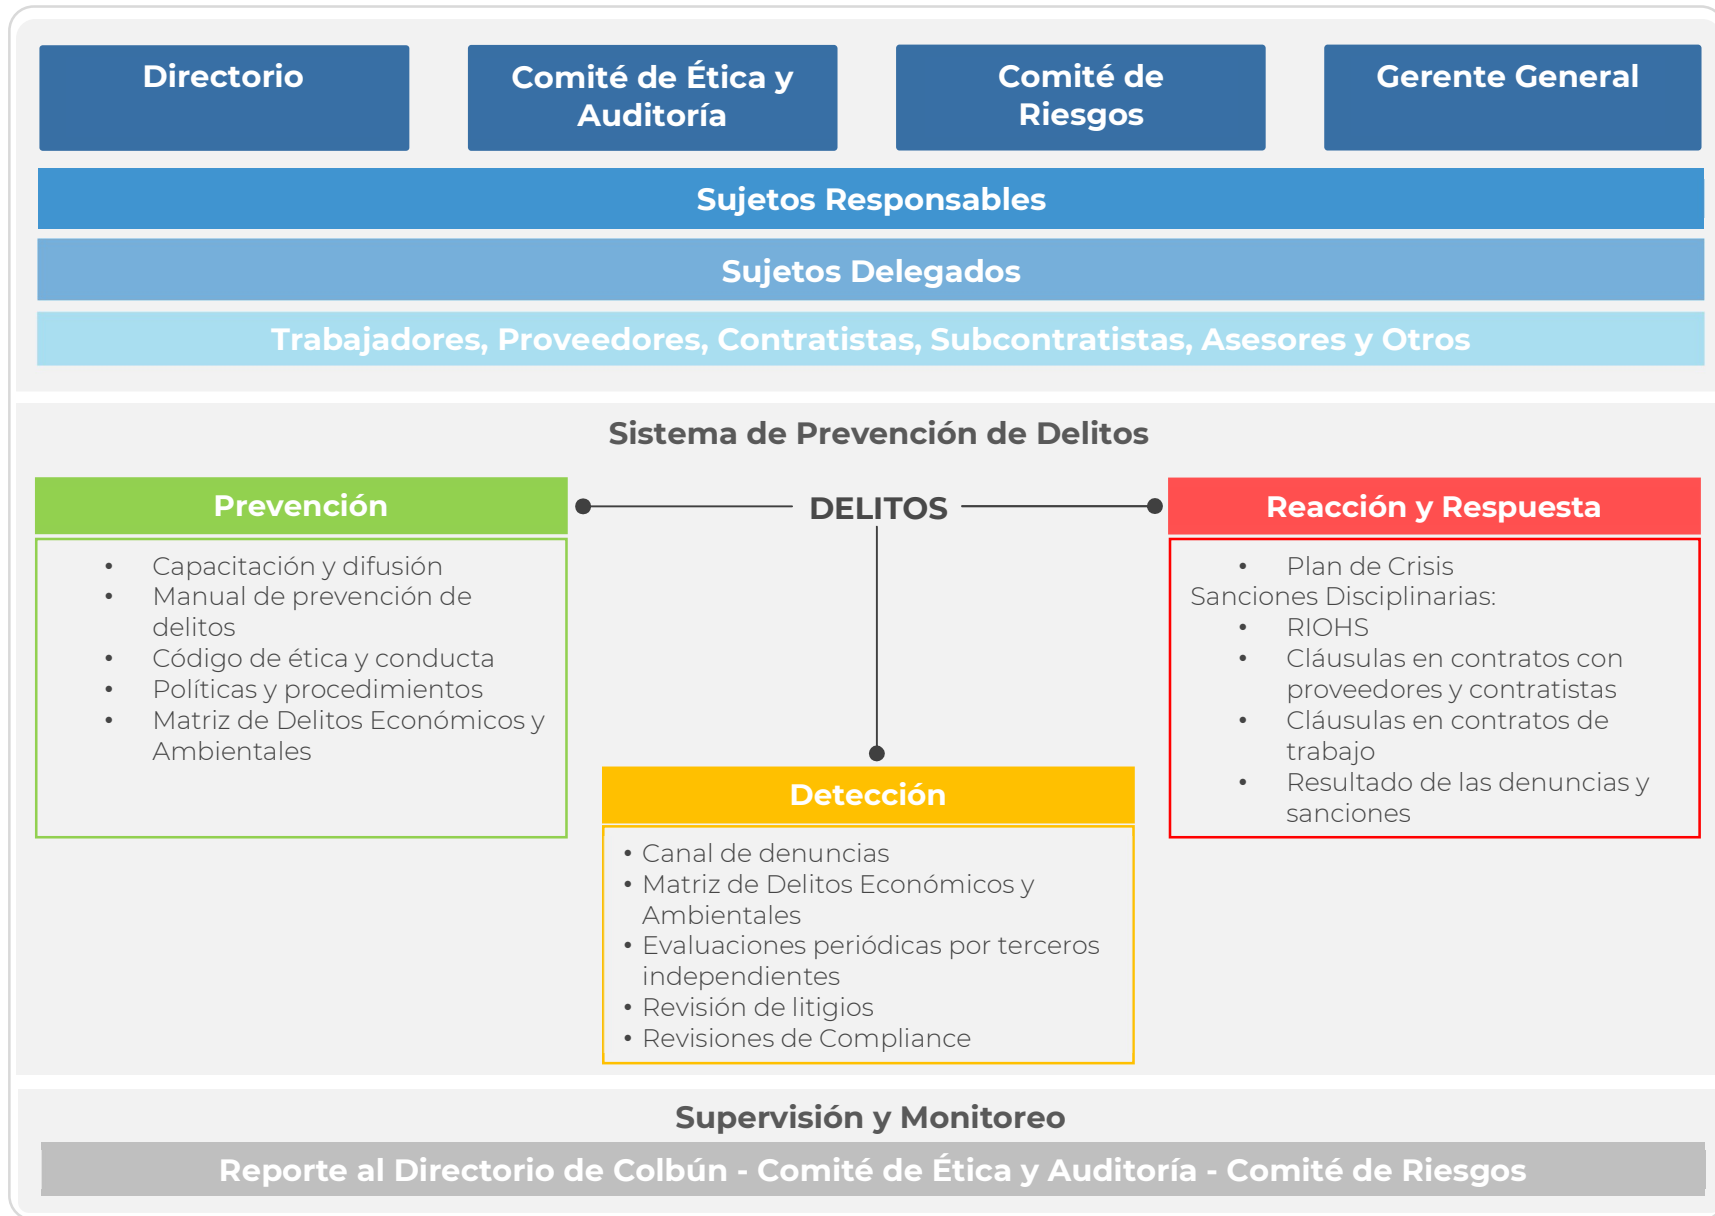 Directorio
Comité de Ética y
Auditoría
Comité de
Riesgos
Gerente General
Sujetos Responsables
Sujetos Delegados
Trabajadores, Proveedores, Contratistas, Subcontratistas, Asesores y Otros
Sistema de Prevención de Delitos
Prevención
• Capacitación y difusión
• Manual de prevención de
delitos
• Código de ética y conducta
• Políticas y procedimientos
• Matriz de Delitos Económicos y
Ambientales
DELITOS
Reacción y Respuesta
• Plan de Crisis
Sanciones Disciplinarias:
• RIOHS
• Cláusulas en contratos con
proveedores y contratistas
• Cláusulas en contratos de
trabajo
• Resultado de las denuncias y
sanciones
Detección
• Canal de denuncias
• Matriz de Delitos Económicos y
Ambientales
• Evaluaciones periódicas por terceros
independientes
• Revisión de litigios
• Revisiones de Compliance
Supervisión y Monitoreo
Reporte al Directorio de Colbún - Comité de Ética y Auditoría - Comité de Riesgos